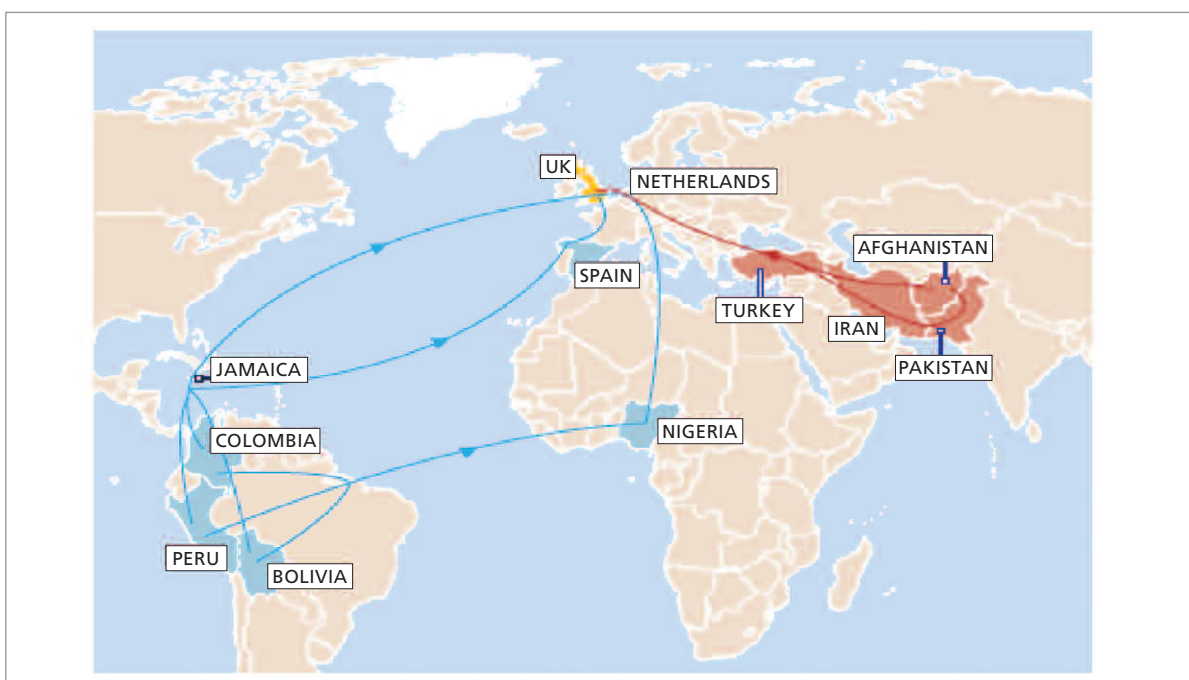 UK
NETHERLANDS
AFGHANISTAN
SPAIN
TURKEY
IRAN
PAKISTAN
JAMAICA
COLOMBIA
NIGERIA
PERU
BOLIVIA